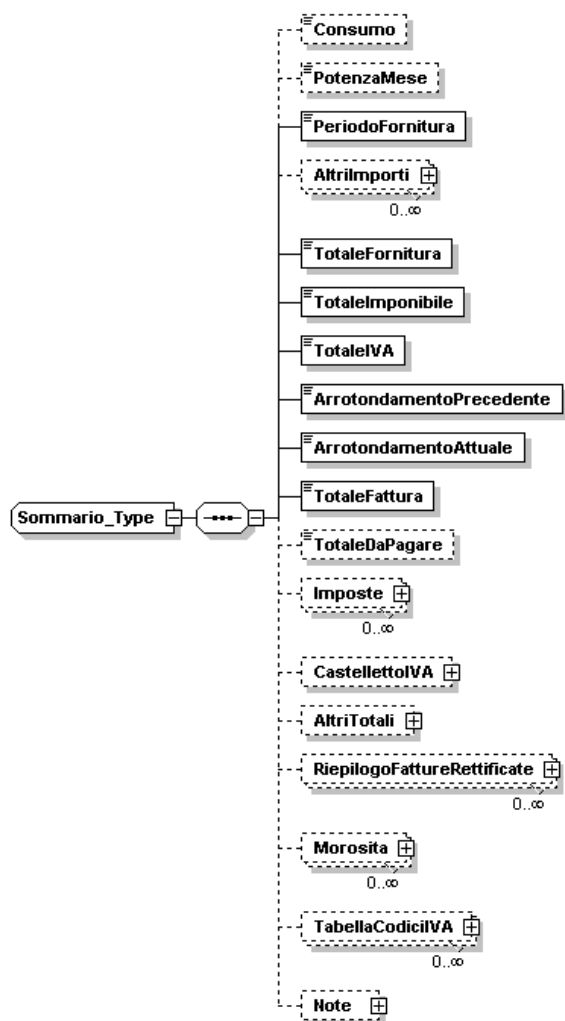 Consumo
PotenzaMese
PeriodoFornitura
AltriImporti
0..∞
TotaleFornitura
TotaleImponibile
TotaleIVA
ArrotondamentoPrecedente
ArrotondamentoAttuale
TotaleFattura
Sommario_Type
TotaleDaPagare
Imposte
0..∞
CastellettoIVA
AltriTotali
RiepilogoFattureRettificate
0..∞
Morosita
0..∞
TabellaCodiciIVA
0..∞
Note